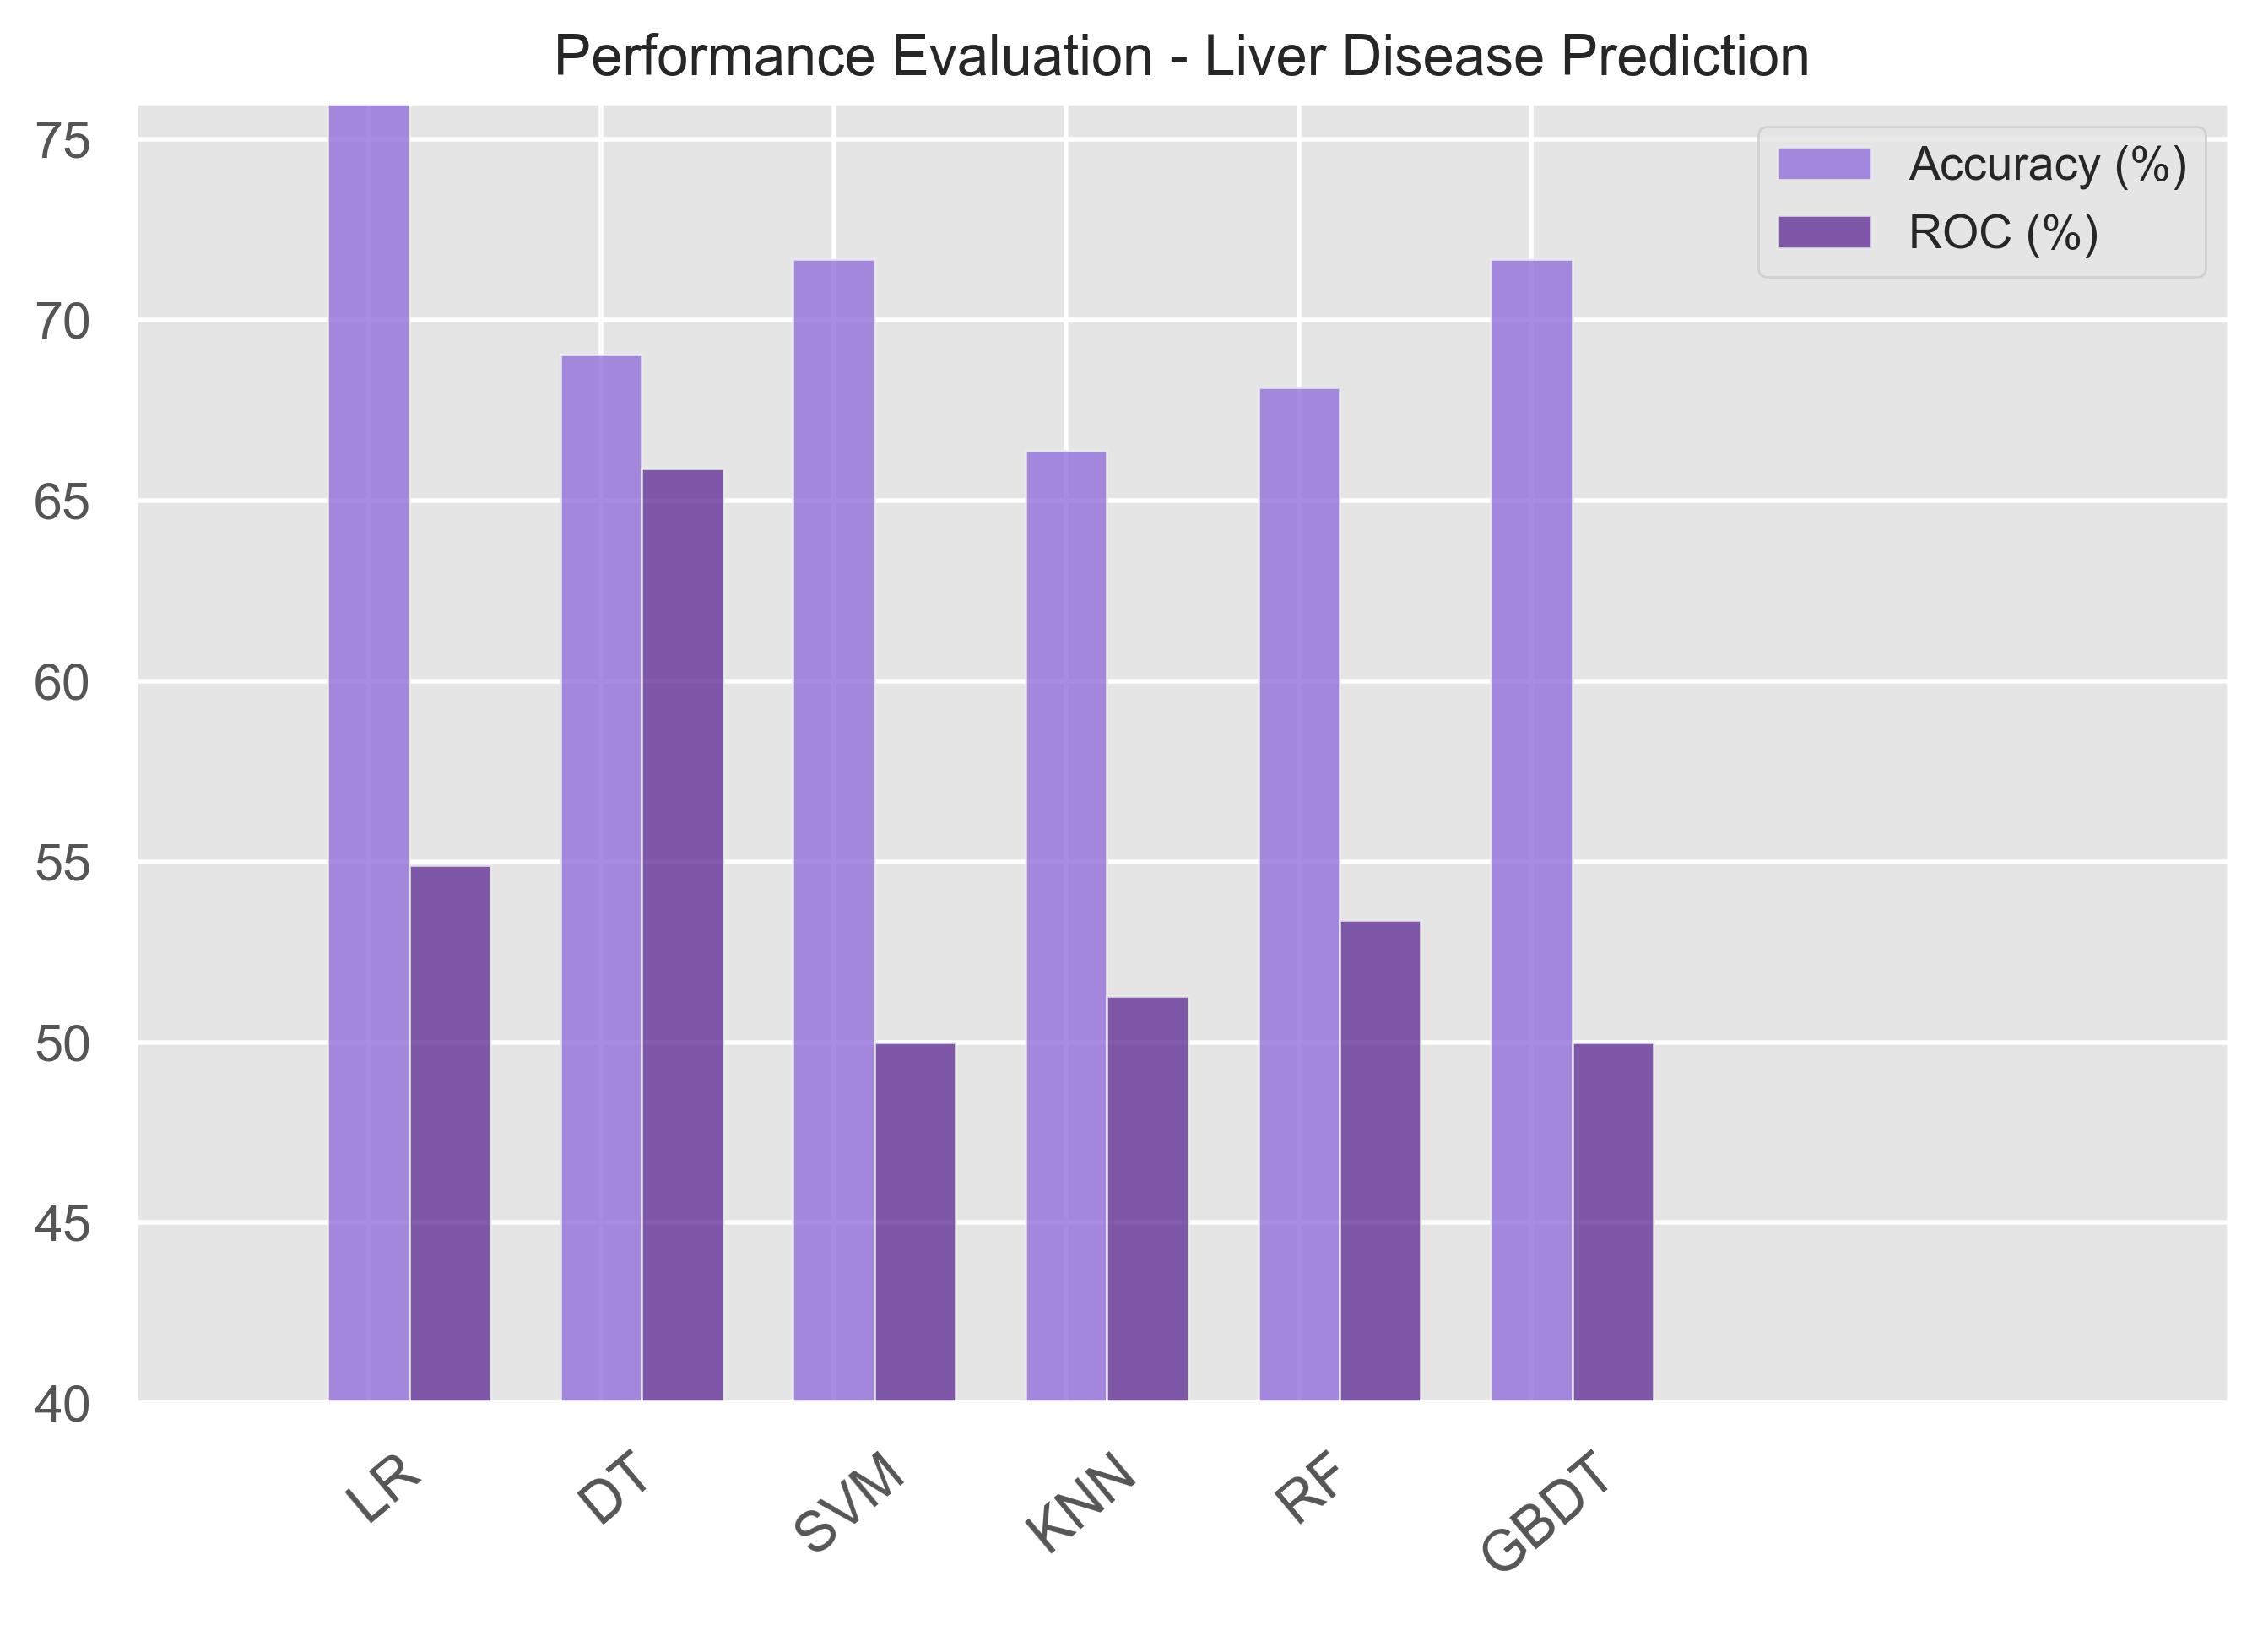 Performance Evaluation - Liver Disease Prediction
Accuracy (%)
ROC (%)
75
70
65
60
55
50
45
40
LR
DT
SVM
KNN
RF
GBDT